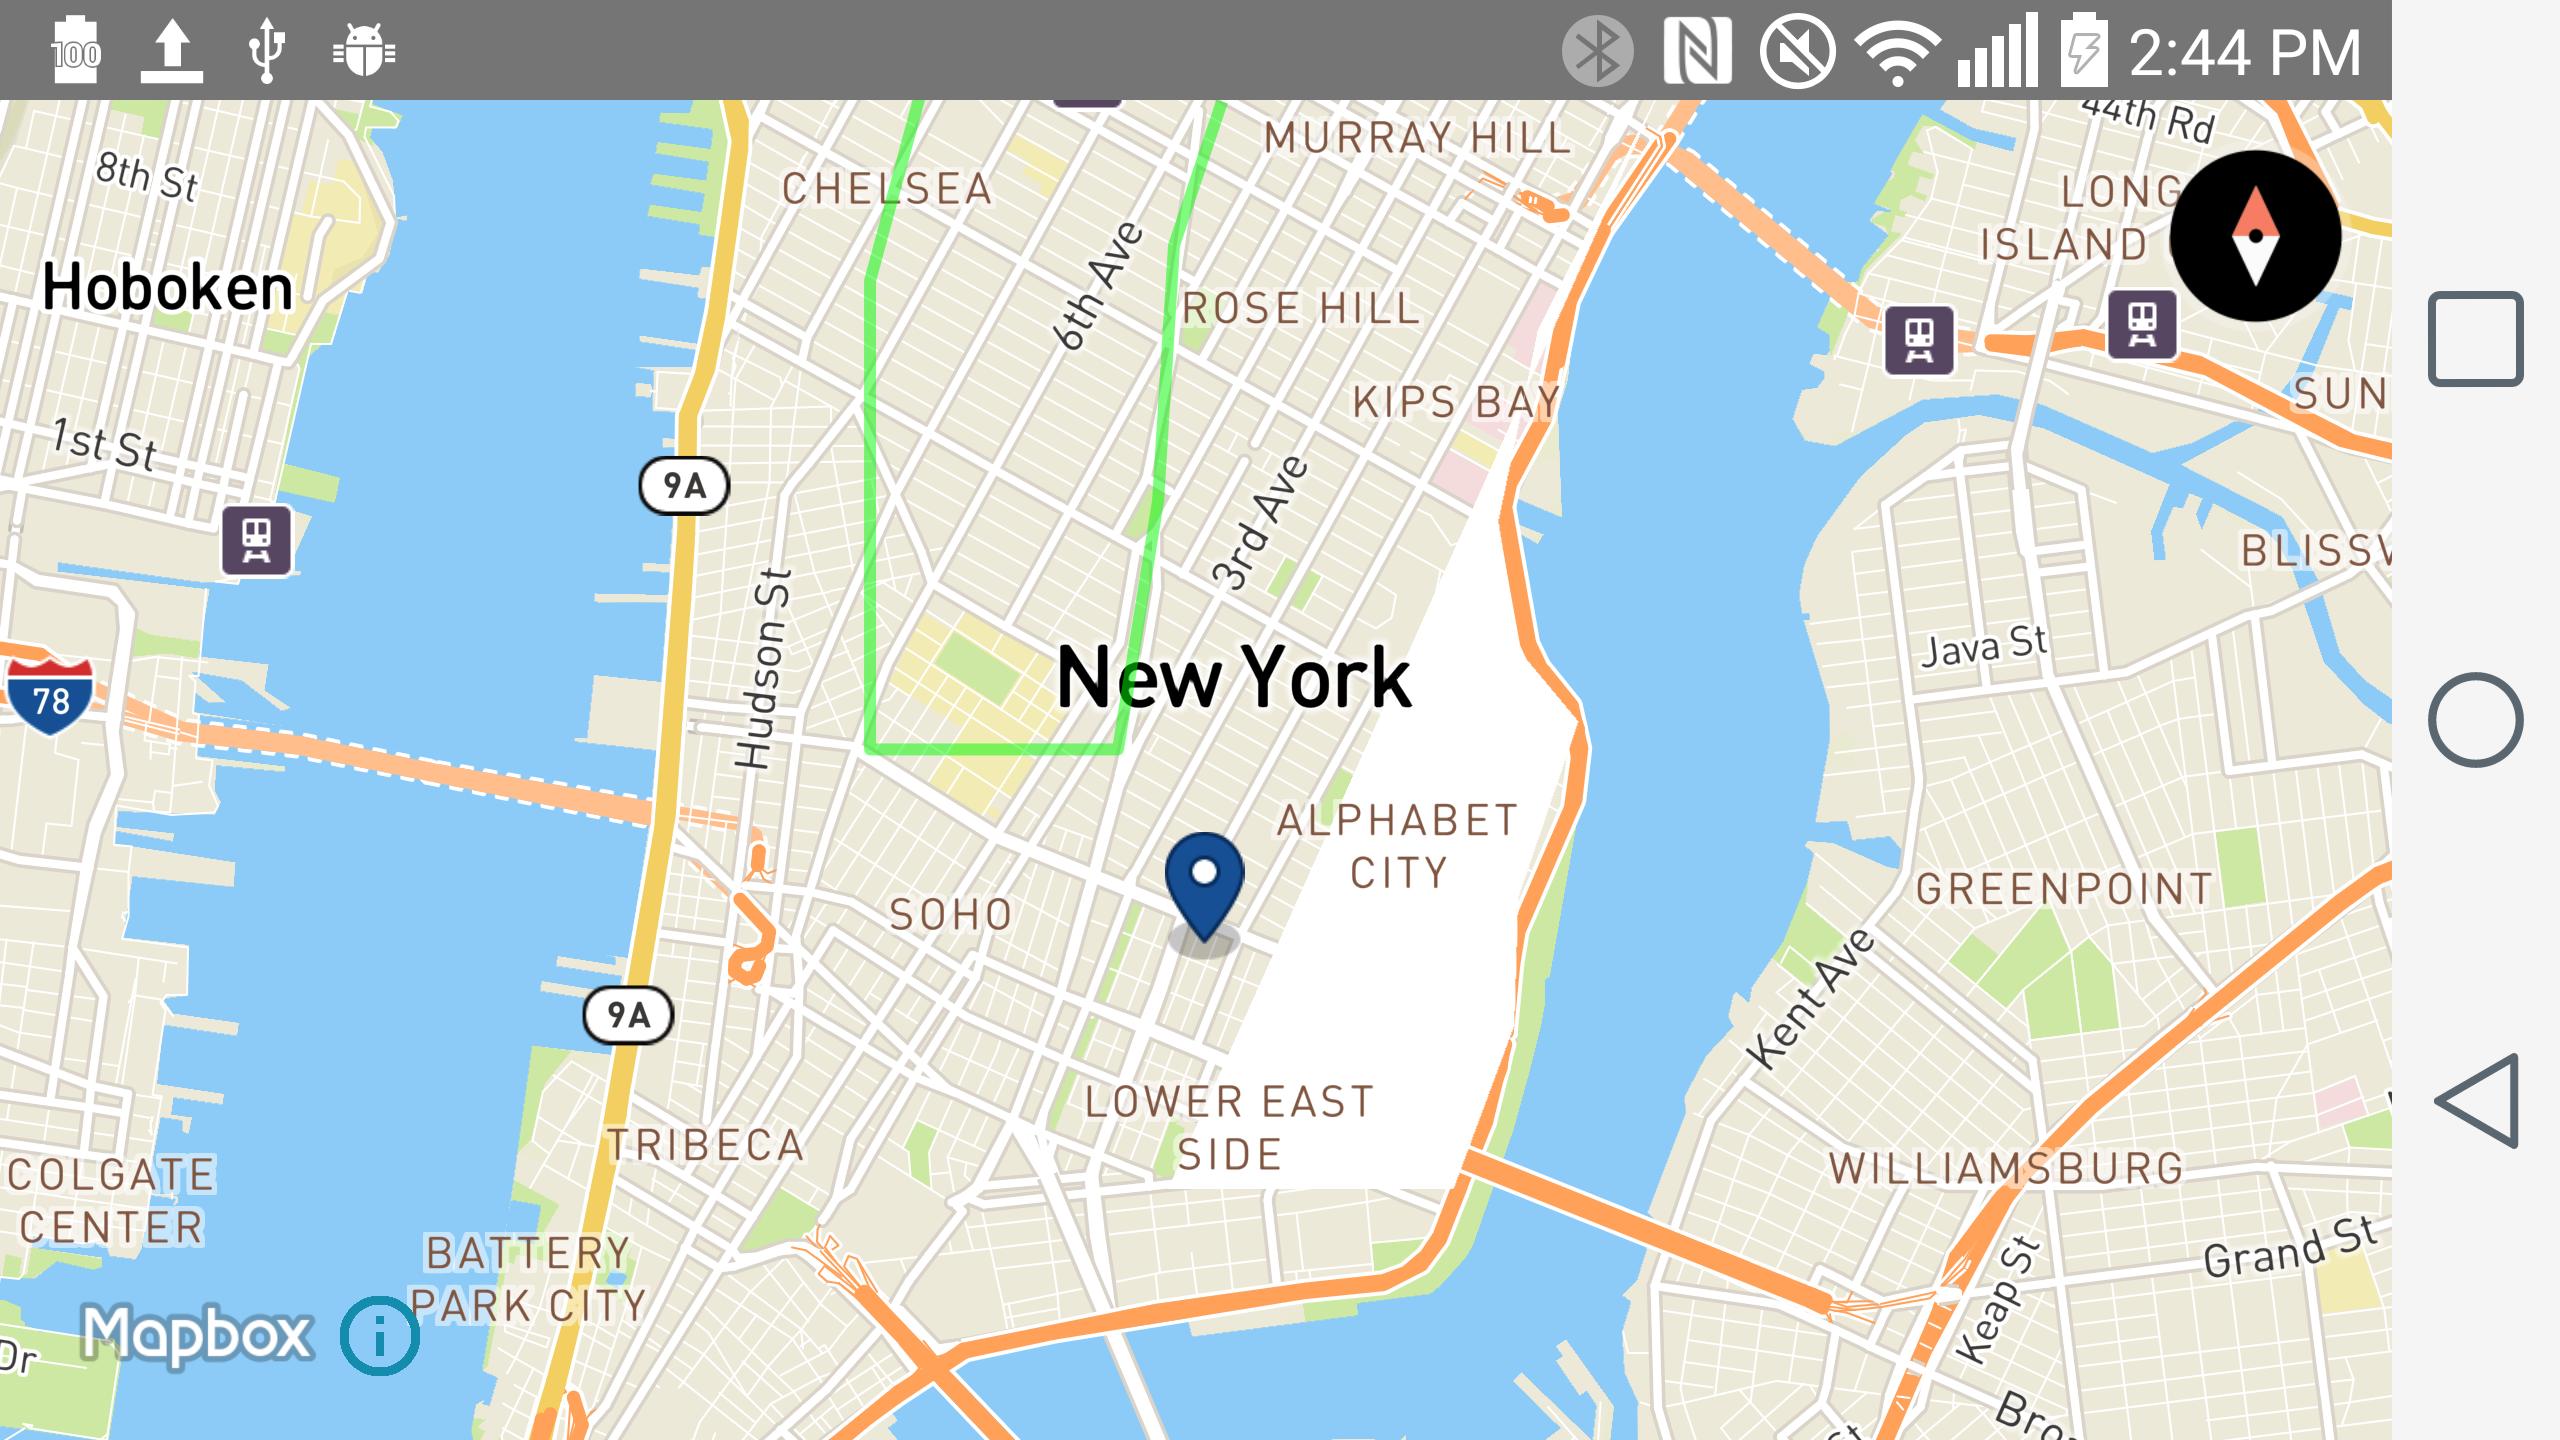 100
2:44 PM
44th Rd
MURRAY HILL
8th St
CHELSEA
LONG
ISLAND
6th Ave
Hoboken
ROSE HILL
KIPS BAY
SUN
1st St
9A
3rd Ave
BLISSV
Hudson St
Java St
New York
78
ALPHABET
CITY
GREENPOINT
SOHO
Kent Ave
9A
LOWER EAST
SIDE
TRIBECA
WILLIAMSBURG
COLGATE
CENTER
BATTERY
PARK CITY
Grand St
Keap St
Mapbox
i
Dr
Bro
St